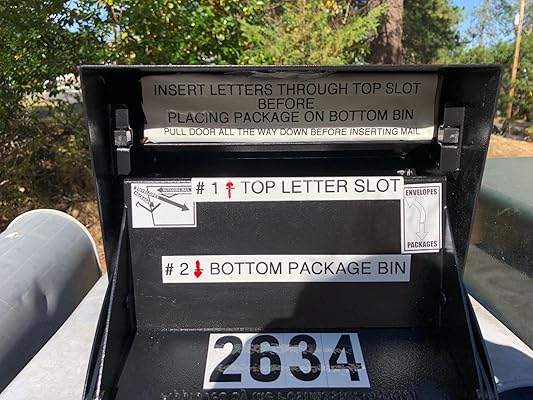 INSERT LETTERS THROUGH TOP SLOT
BEFORE
PLACING PACKAGE ON BOTTOM BIN
PULL DOOR ALL THE WAY DOWN BEFORE INSERTING MAIL
# 1 TOP LETTER SLOT
ENVELOPES
PACKAGES
# 2 BOTTOM PACKAGE BIN
2634